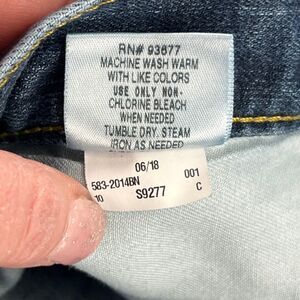 RN# 93677
MACHINE WASH WARM
WITH LIKE COLORS
USE ONLY NON-
CHLORINE BLEACH
WHEN NEEDED
TUMBLE DRY. STEAM
IRON AS NEEDED
06/18
583-2014BN 001
10 S9277 C